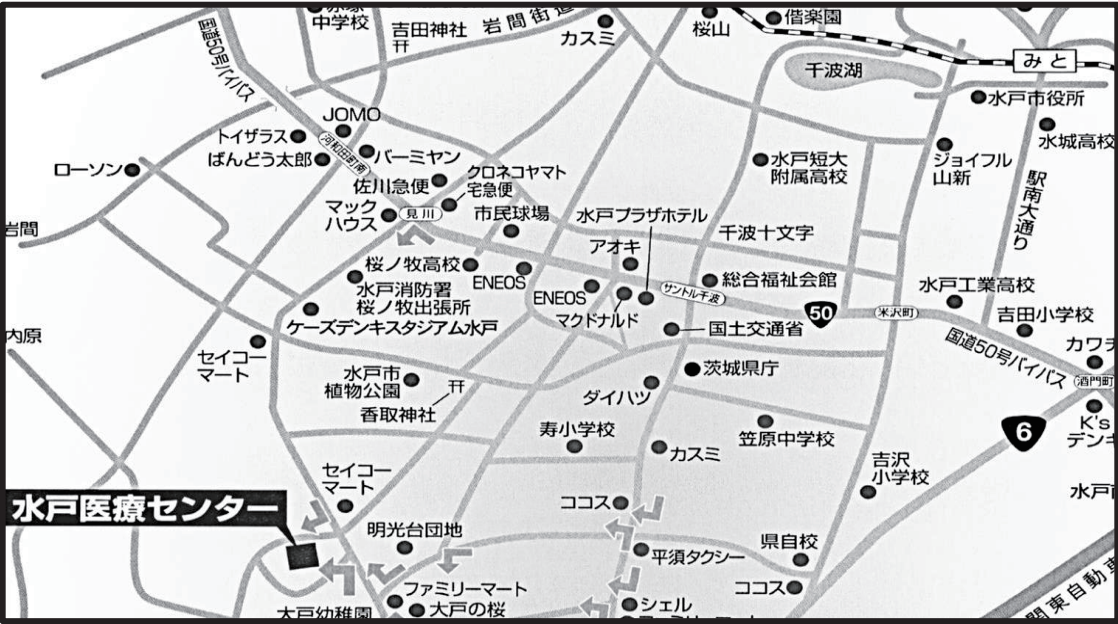 中学校
吉田神社
岩間街道
カスミ
桜山
偕楽園
千波湖
みと
国道50号バイパス
水戸市役所
水城高校
JOMO
トイザラス
ばんどう太郎
河和田町南
バーミヤン
ローソン
佐川急便
クロネコヤマト
宅急便
マック
ハウス
見川
市民球場
水戸プラザホテル
水戸短大
附属高校
ジョイフル
山新
駅南大通り
岩間
アオキ
千波十文字
桜ノ牧高校
ENEOS
水戸消防署
桜ノ牧出張所
ENEOS
マクドナルド
サントル千波
総合福祉会館
水戸工業高校
ケーズデンキスタジアム水戸
国土交通省
50
米沢町
吉田小学校
内原
セイコー
マート
国道50号バイパス
カワチ
酒門町
水戸市
植物公園
香取神社
茨城県庁
ダイハツ
K's
デンキ
6
寿小学校
カスミ
笠原中学校
吉沢
小学校
セイコー
マート
水戸医療センター
ココス
明光台団地
平須タクシー
県自校
ココス
ファミリーマート
大戸の桜
大戸幼稚園
シェル
関東自動車